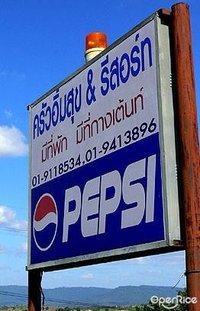 ครัวอิ่มสุข & รีสอร์ท
มีที่พัก มีที่กางเต้นท์
01-9118534,01-9413896
PEPSI
OpenRice